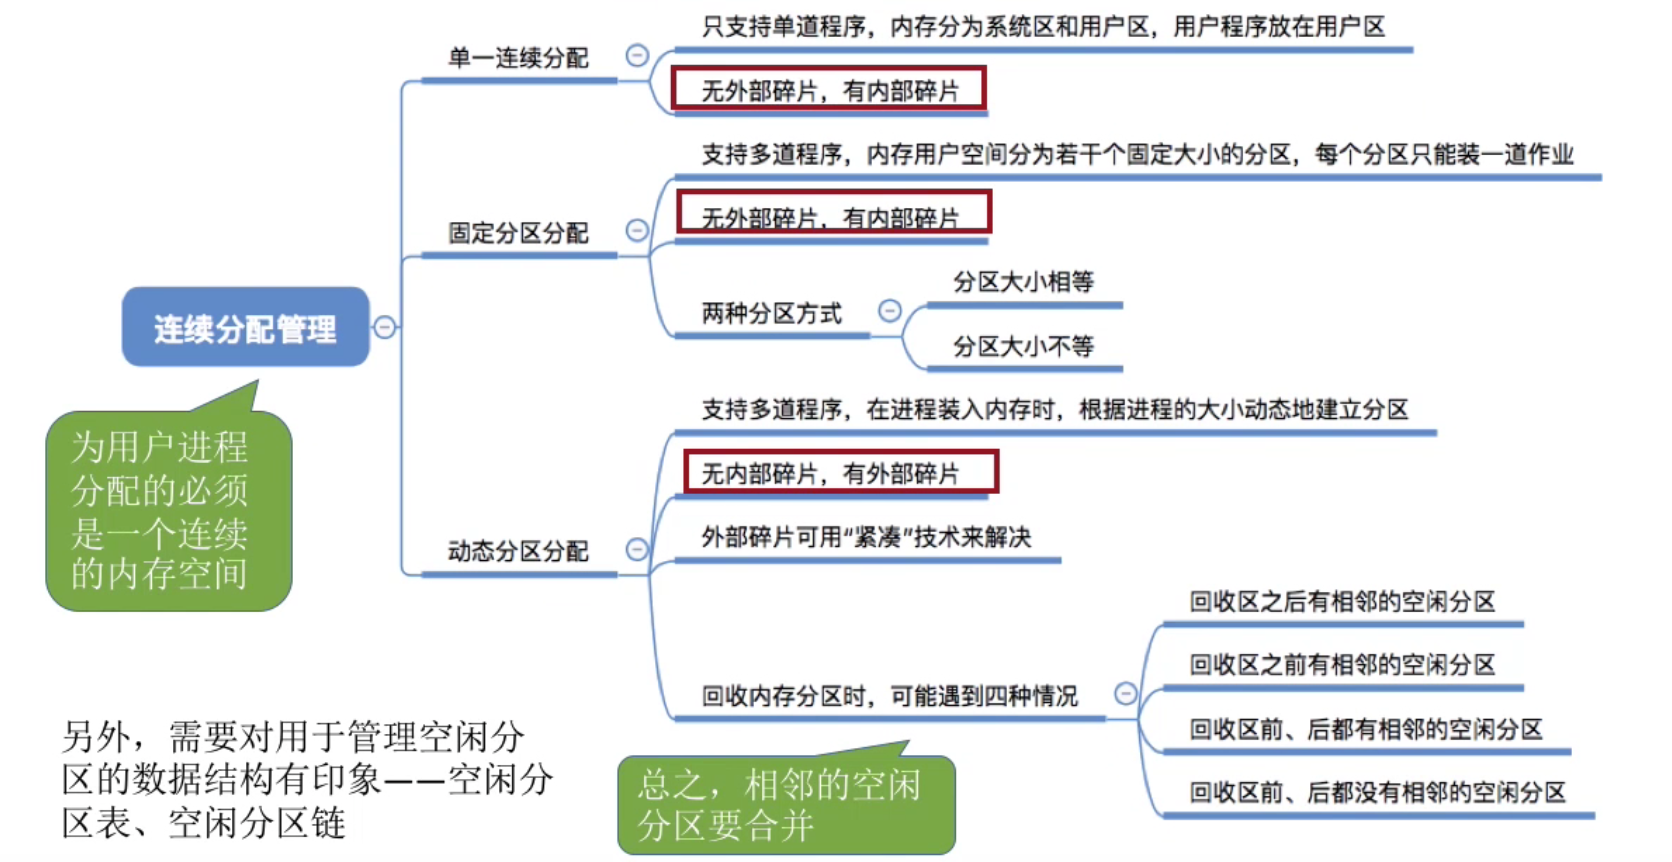 连续分配管理
为用户进程
分配的必须
是一个连续
的内存空间
单一连续分配
只支持单道程序，内存分为系统区和用户区，用户程序放在用户区
无外部碎片，有内部碎片
固定分区分配
支持多道程序，内存用户空间分为若干个固定大小的分区，每个分区只能装一道作业
无外部碎片，有内部碎片
两种分区方式
分区大小相等
分区大小不等
动态分区分配
支持多道程序，在进程装入内存时，根据进程的大小动态地建立分区
无内部碎片，有外部碎片
外部碎片可用“紧凑”技术来解决
回收内存分区时，可能遇到四种情况
回收区之后有相邻的空闲分区
回收区之前有相邻的空闲分区
回收区前、后都有相邻的空闲分区
回收区前、后都没有相邻的空闲分区
总之，相邻的空闲
分区要合并
另外，需要对用于管理空闲分
区的数据结构有印象——空闲分
区表、空闲分区链